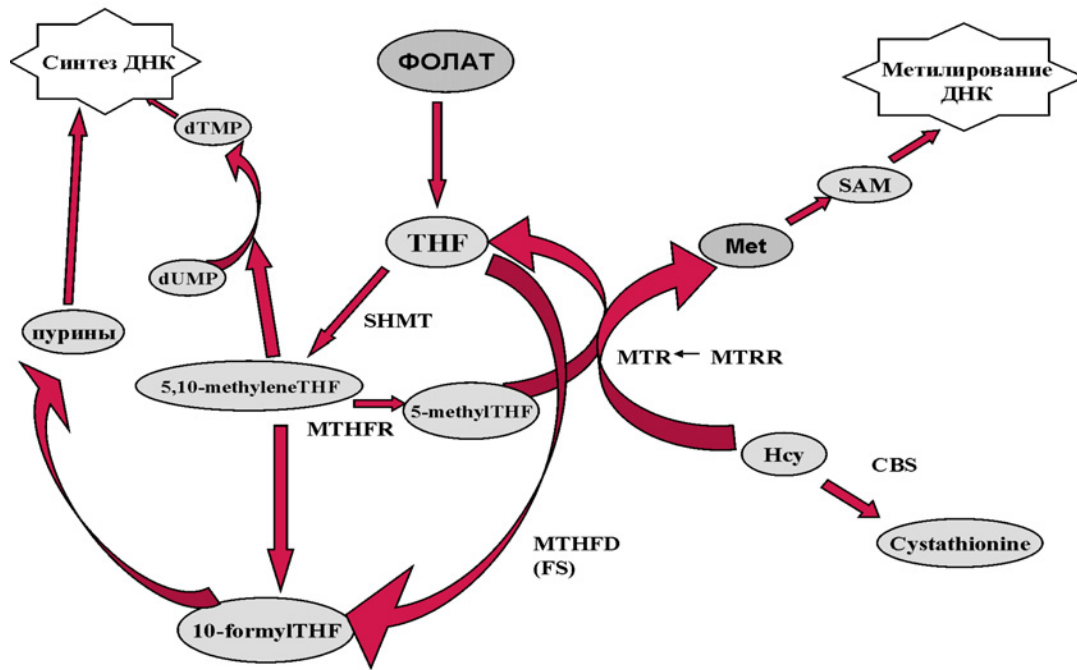 Синтез ДНК
ФОЛАТ
Метилирование
ДНК
dTMP
SAM
THF
Met
dUMP
SHMT
пурины
MTR
MTRR
5,10-methyleneTHF
5-methylTHF
MTHFR
Hcy
CBS
Cystathionine
MTHFD
(FS)
10-formylTHF